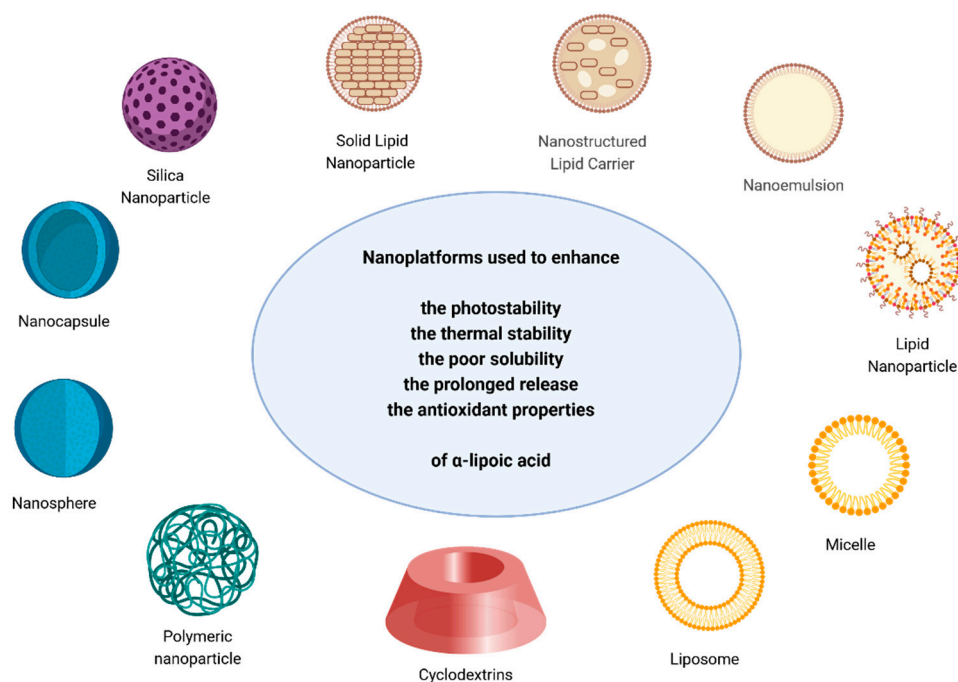 Solid Lipid
Nanoparticle
Nanostructured
Lipid Carrier
Silica
Nanoparticle
Nanoemulsion
Nanocapsule
Nanoplatforms used to enhance
the photostability
the thermal stability
the poor solubility
the prolonged release
the antioxidant properties
of α-lipoic acid
Lipid
Nanoparticle
Nanosphere
Micelle
Polymeric
nanoparticle
Cyclodextrins
Liposome